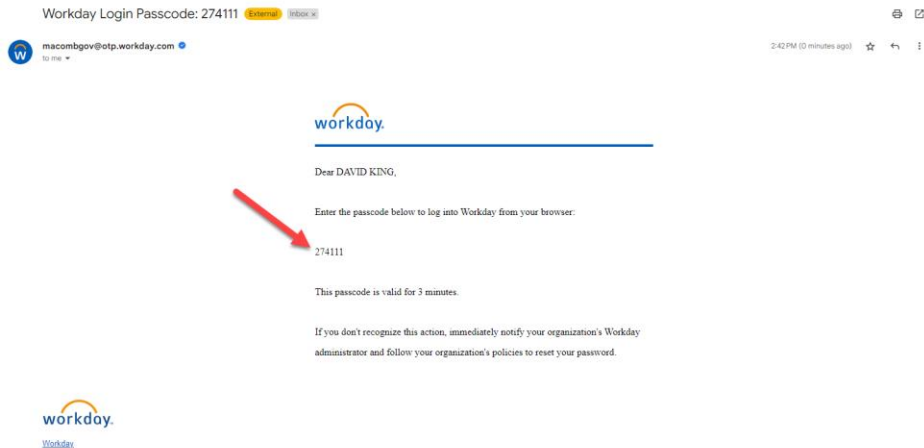 Workday Login Passcode: 274111 External Inbox x
macombgov@otp.workday.com
2:42 PM (0 minutes ago)
to me
W
workday.
Dear DAVID KING,
Enter the passcode below to log into Workday from your browser:
274111
This passcode is valid for 3 minutes.
If you don't recognize this action, immediately notify your organization's Workday
administrator and follow your organization's policies to reset your password.
workday.
Workday